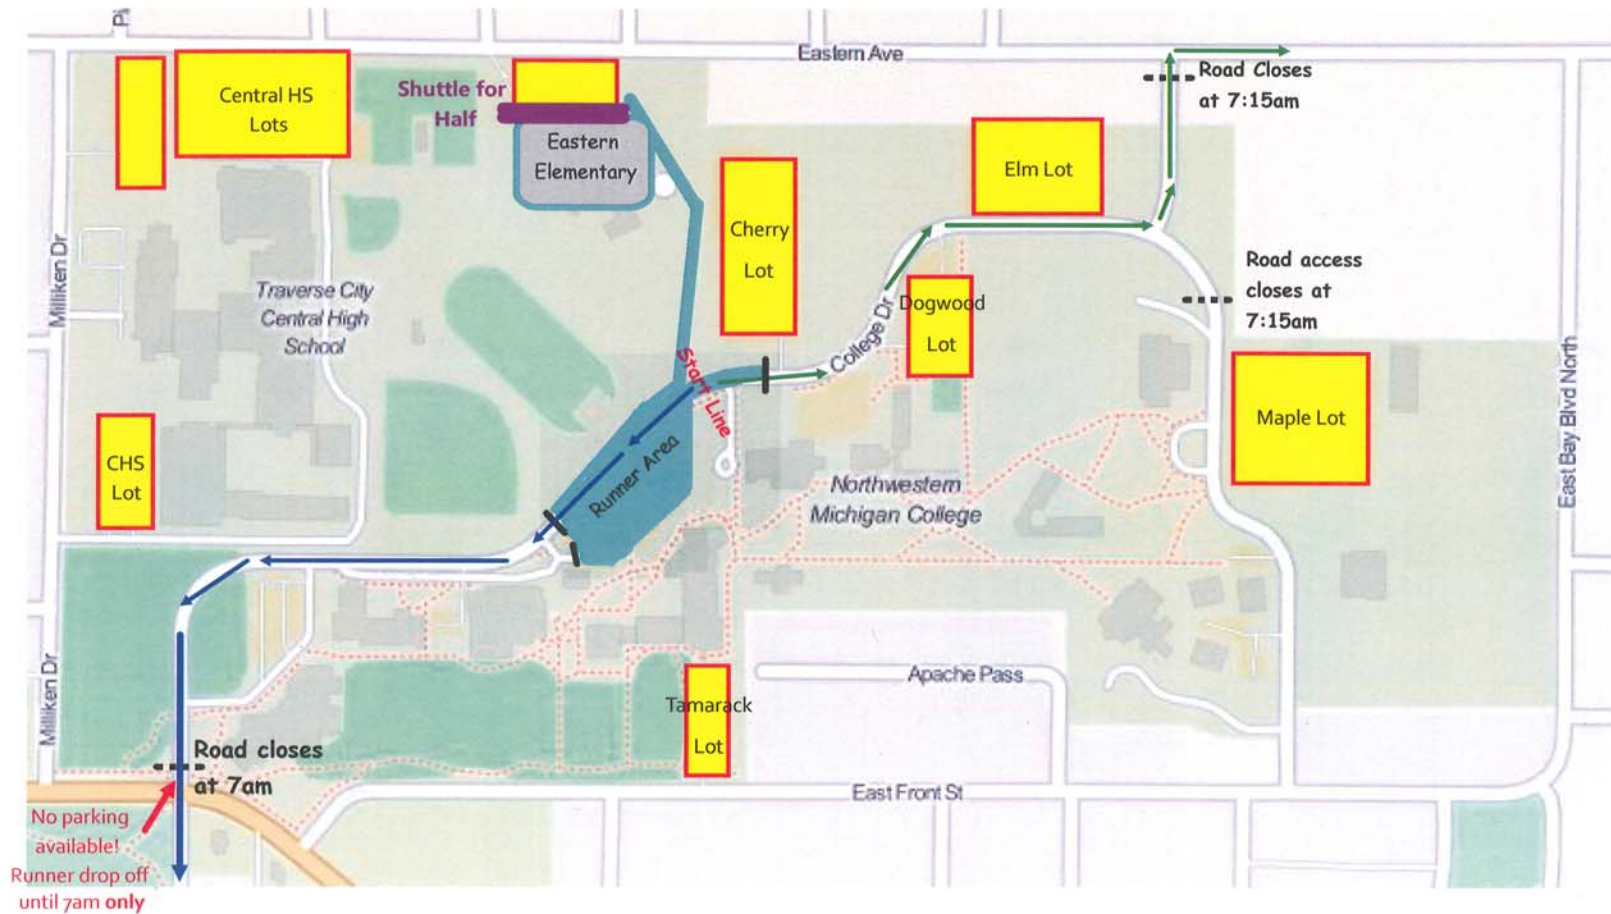 Pi
Eastern Ave
Central HS
Lots
Shuttle for
Half
Eastern
Elementary
Road Closes
at 7:15am
Elm Lot
Cherry
Lot
Milliken Dr
Traverse City
Central High
School
Road access
closes at
7:15am
Dogwood
Lot
College Dr
Start Line
Maple Lot
East Bay Blvd North
CHS
Lot
Runner Area
Northwestern
Michigan College
Milliken Dr
Apache Pass
Tamarack
Lot
Road closes
at 7am
East Front St
No parking
available!
Runner drop off
until 7am only